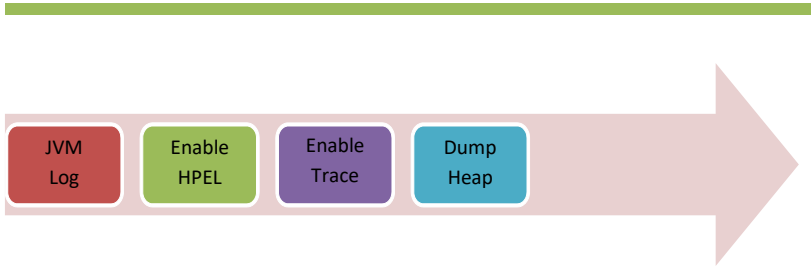 JVM
Log
Enable
HPEL
Enable
Trace
Dump
Heap